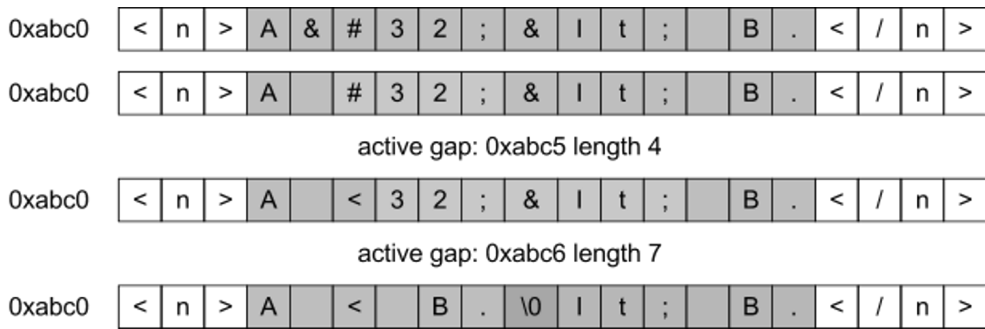 0xabc0 < n > A & # 3 2 ; & l t ; B . < / n >
0xabc0 < n > A # 3 2 ; & l t ; B . < / n >
active gap: 0xabc5 length 4
0xabc0 < n > A < 3 2 ; & l t ; B . < / n >
active gap: 0xabc6 length 7
0xabc0 < n > A < B . \0 l t ; B . < / n >